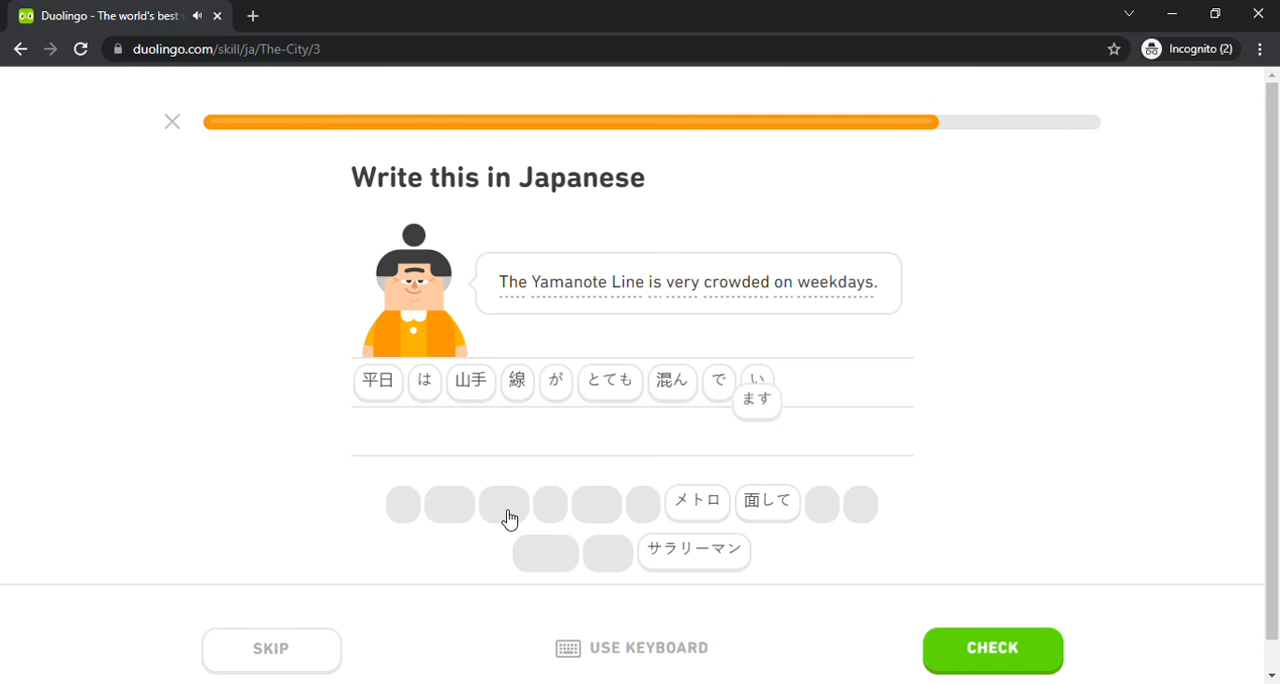 Duolingo - The world's best
duolingo.com/skill/ja/The-City/3
Incognito (2)
Write this in Japanese
The Yamanote Line is very crowded on weekdays.
平日 は 山手 線 が とても 混ん で い
ます
メトロ 面して
サラリーマン
SKIP
USE KEYBOARD
CHECK